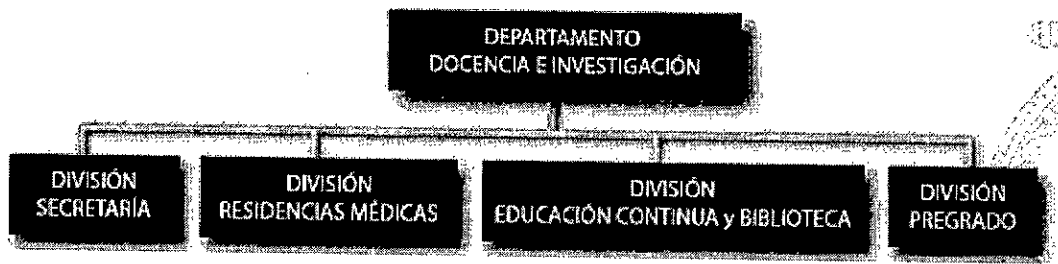 DEPARTAMENTO
DOCENCIA E INVESTIGACIÓN
DIVISIÓN
SECRETARÍA
DIVISIÓN
RESIDENCIAS MÉDICAS
DIVISIÓN
EDUCACIÓN CONTINUA y BIBLIOTECA
DIVISIÓN
PREGRADO